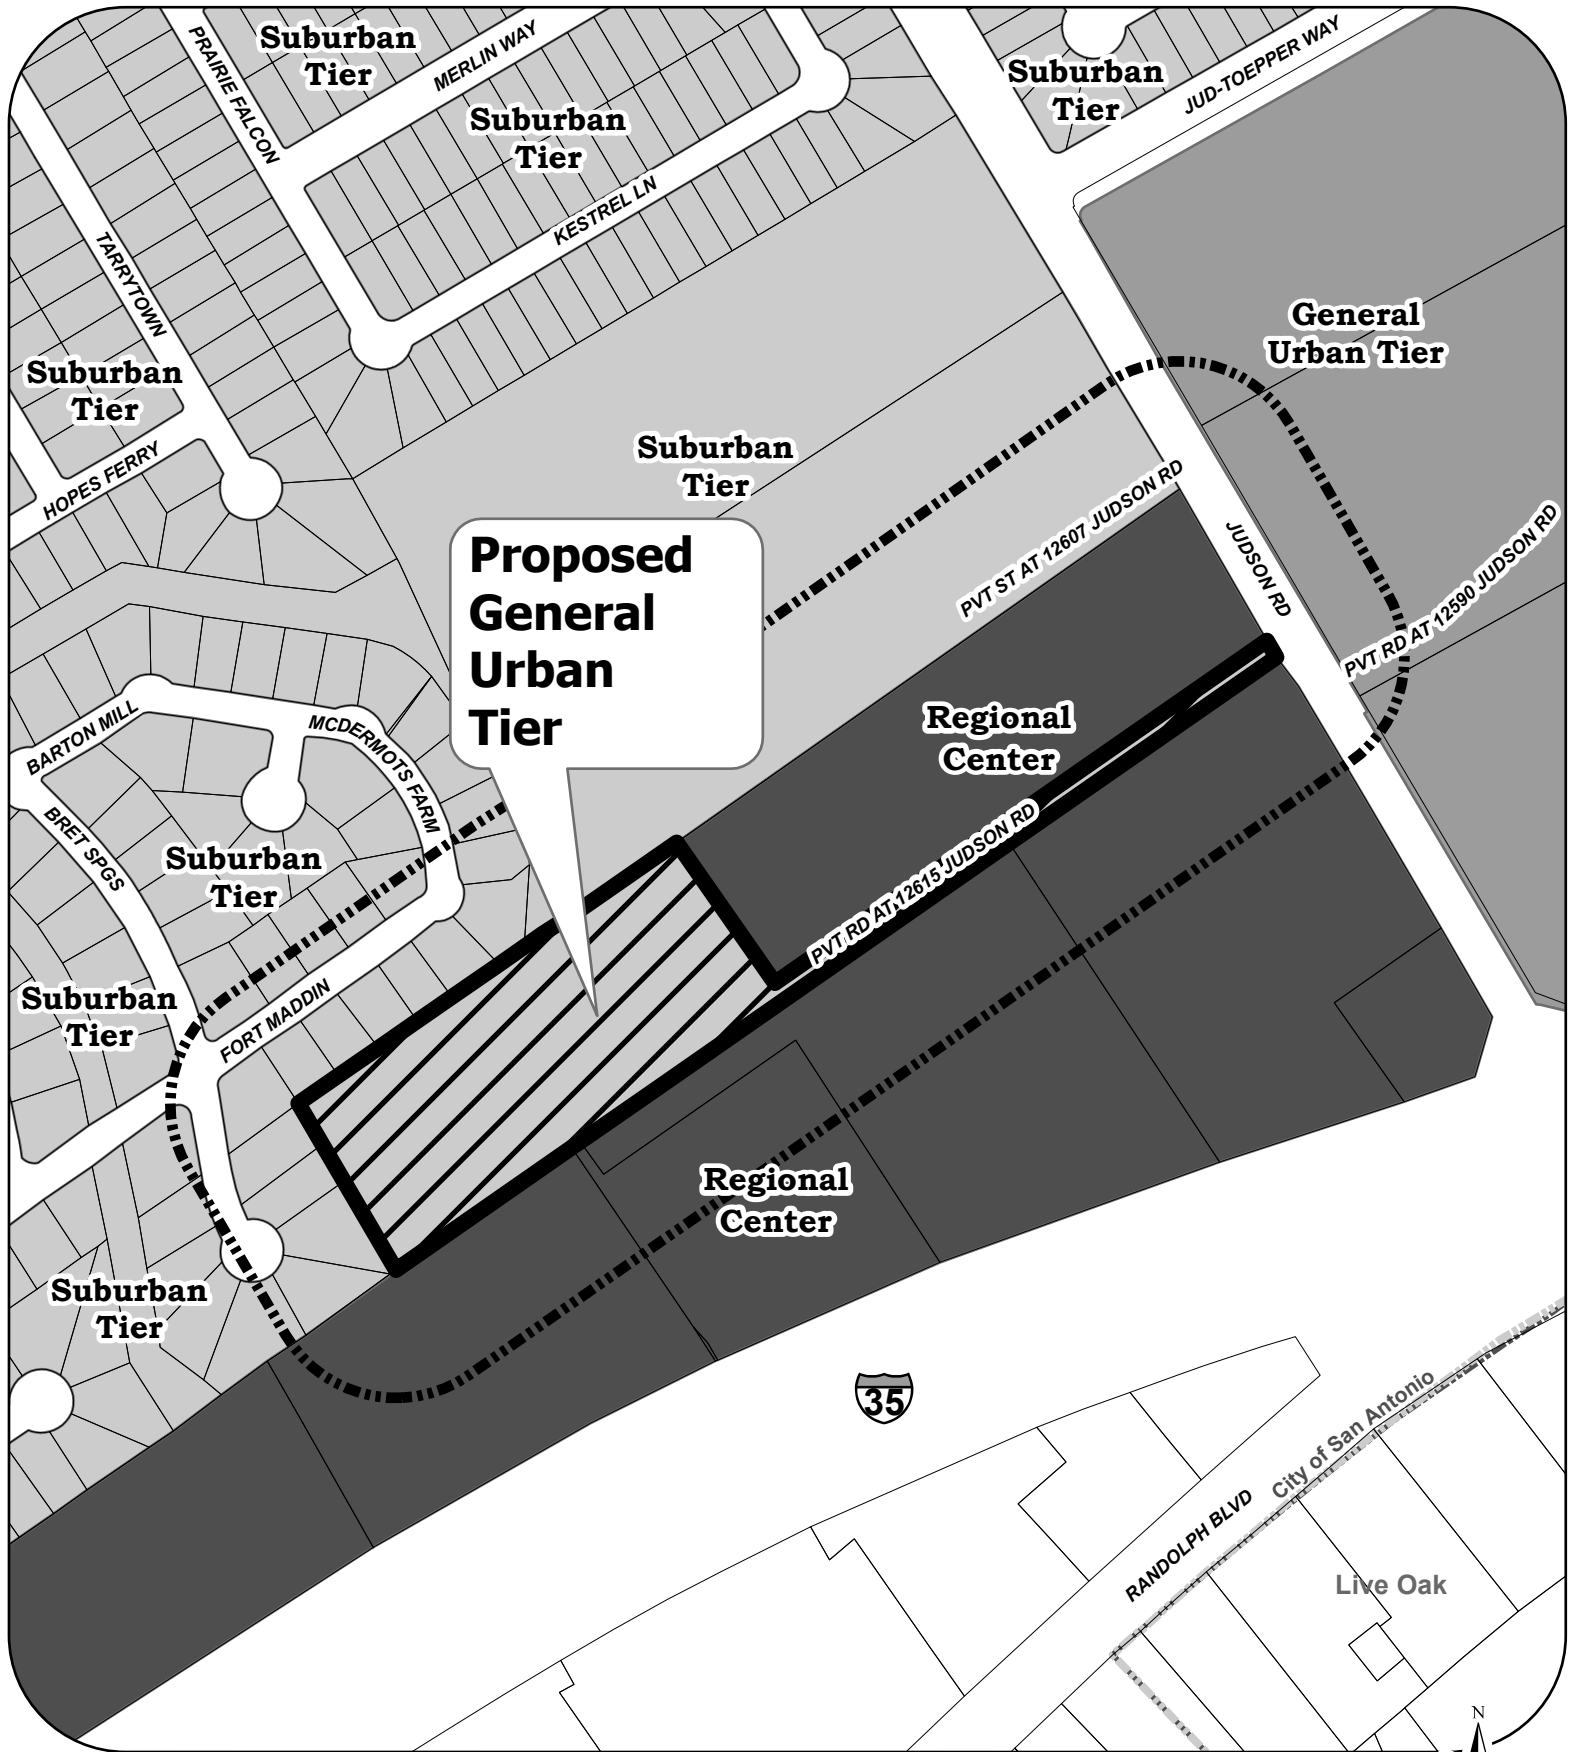 Suburban
Tier
PRAIRIE FALCON
MERLIN WAY
Suburban
Tier
JUD-TOEPPER WAY
Suburban
Tier
KESTREL LN
TARRYTOWN
General
Urban Tier
Suburban
Tier
HOPES FERRY
Suburban
Tier
PVT ST AT 12607 JUDSON RD
JUDSON RD
PVT RD AT 12590 JUDSON RD
Proposed
General
Urban
Tier
BARTON MILL
MCDERMOTS FARM
Regional
Center
BRET SPGS
Suburban
Tier
PVT RD AT 12615 JUDSON RD
Suburban
Tier
FORT MADDIN
Regional
Center
Suburban
Tier
35
City of San Antonio
RANDOLPH BLVD
Live Oak
N